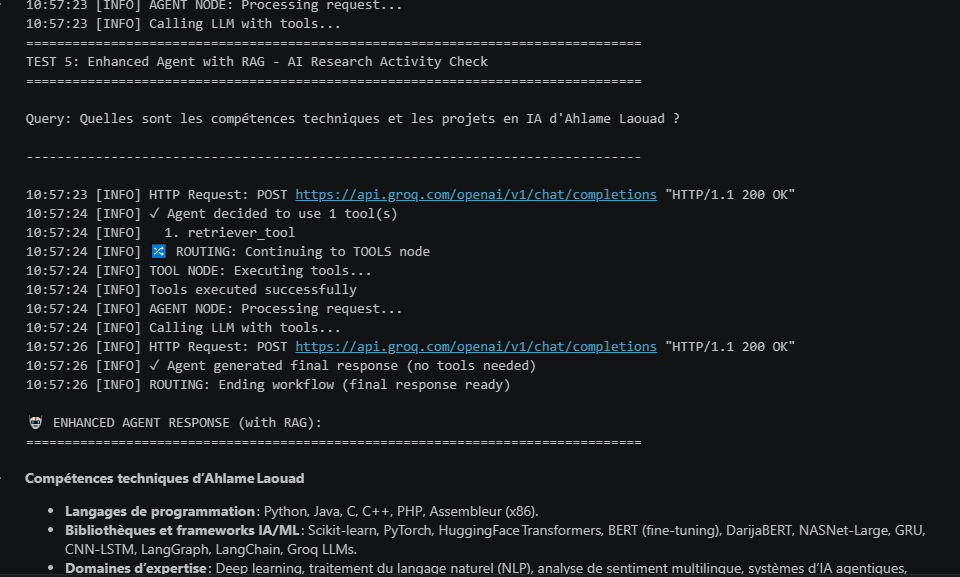 10:57:23 [INFO] AGENT NODE: Processing request...
10:57:23 [INFO] Calling LLM with tools...
================================================================================
TEST 5: Enhanced Agent with RAG - AI Research Activity Check
================================================================================
Query: Quelles sont les compétences techniques et les projets en IA d'Ahlame Laouad ?
--------------------------------------------------------------------------------
10:57:23 [INFO] HTTP Request: POST https://api.groq.com/openai/v1/chat/completions "HTTP/1.1 200 OK"
10:57:24 [INFO] ✓ Agent decided to use 1 tool(s)
10:57:24 [INFO]   1. retriever_tool
10:57:24 [INFO] 🔀 ROUTING: Continuing to TOOLS node
10:57:24 [INFO] TOOL NODE: Executing tools...
10:57:24 [INFO] Tools executed successfully
10:57:24 [INFO] AGENT NODE: Processing request...
10:57:24 [INFO] Calling LLM with tools...
10:57:26 [INFO] HTTP Request: POST https://api.groq.com/openai/v1/chat/completions "HTTP/1.1 200 OK"
10:57:26 [INFO] ✓ Agent generated final response (no tools needed)
10:57:26 [INFO] ROUTING: Ending workflow (final response ready)
🤖 ENHANCED AGENT RESPONSE (with RAG):
================================================================================
Compétences techniques d'Ahlame Laouad
• Langages de programmation : Python, Java, C, C++, PHP, Assembleur (x86).
• Bibliothèques et frameworks IA/ML : Scikit-learn, PyTorch, HuggingFace Transformers, BERT (fine-tuning), DarijaBERT, NASNet-Large, GRU,
CNN-LSTM, LangGraph, LangChain, Groq LLMs.
• Domaines d'expertise : Deep learning, traitement du langage naturel (NLP), analyse de sentiment multilingue, systèmes d'IA agentiques,